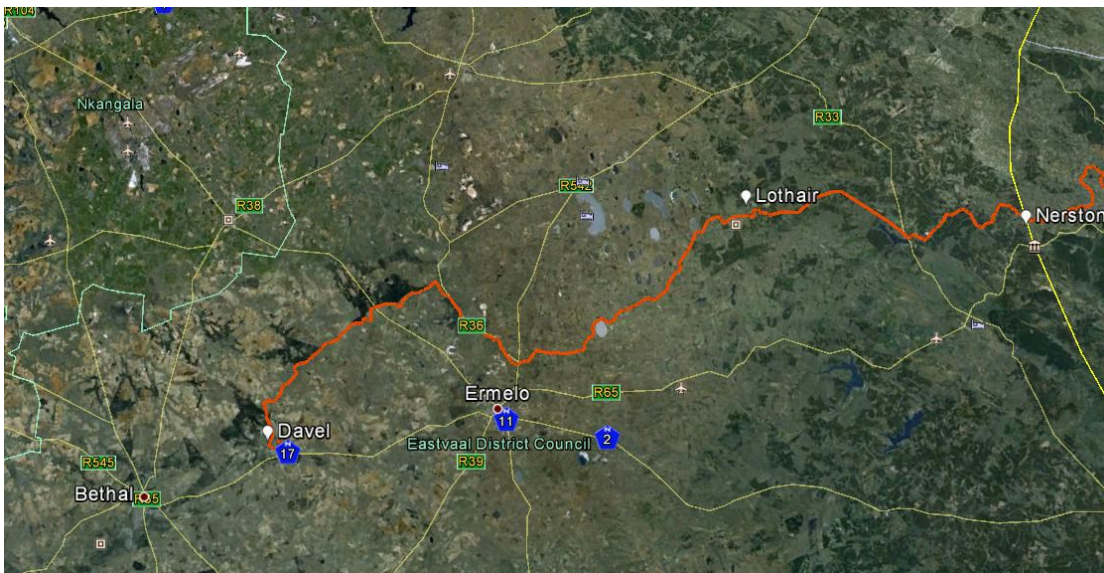 R104
Nkangala
R33
R542
R38
Lothair
Nerston
R36
Ermelo
R65
N
11
Davel
Eastvaal District Council
N
2
N
17
R39
R545
Bethal
R35